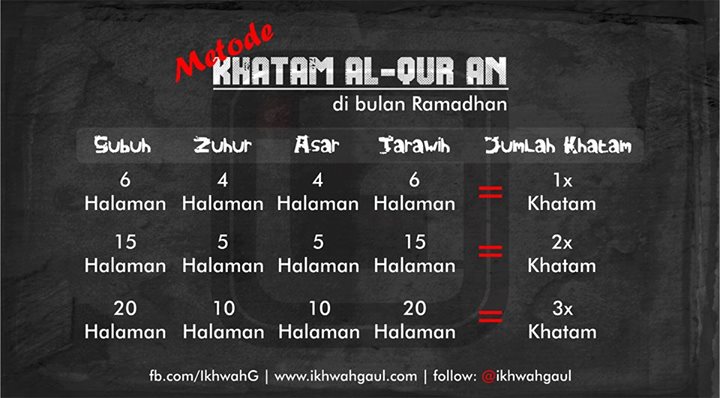 Metode
KHATAM AL-QUR AN
di bulan Ramadhan
Subuh Zuhur Asar Tarawih Jumlah Khatam
6 4 4 6 = 1x
Halaman Halaman Halaman Halaman Khatam
15 5 5 15 = 2x
Halaman Halaman Halaman Halaman Khatam
20 10 10 20 = 3x
Halaman Halaman Halaman Halaman Khatam
fb.com/IkhwahG | www.ikhwahgaul.com | follow: @ikhwahgaul